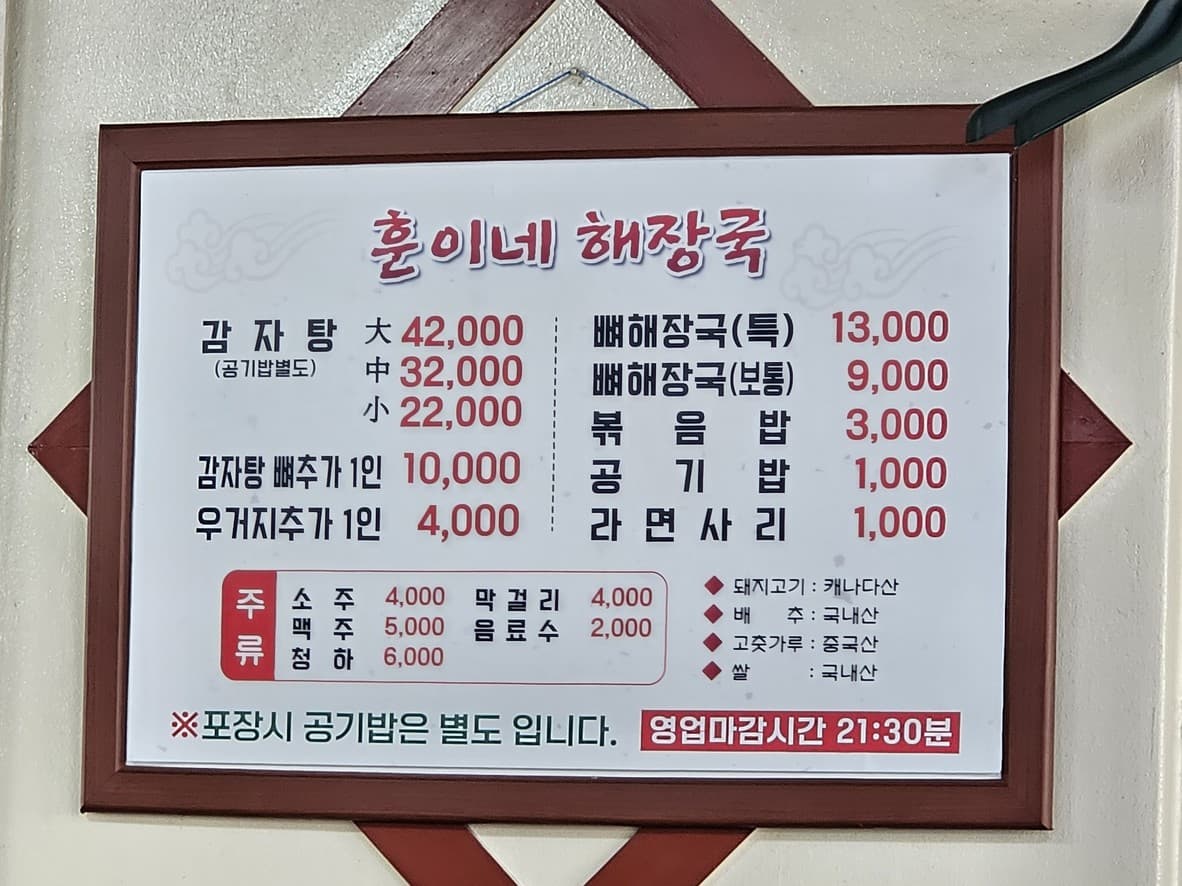 훈이네 해장국
감 자 탕 大 42,000
(공기밥별도) 中 32,000
小 22,000
감자탕 뼈추가 1인 10,000
우거지추가 1인 4,000
뼈해장국(특) 13,000
뼈해장국(보통) 9,000
볶 음 밥 3,000
공 기 밥 1,000
라 면 사 리 1,000
주류
소 주 4,000 막 걸 리 4,000
맥 주 5,000 음 료 수 2,000
청 하 6,000
◆ 돼지고기 : 캐나다산
◆ 배 추 : 국내산
◆ 고춧가루 : 중국산
◆ 쌀 : 국내산
※포장시 공기밥은 별도 입니다. 영업마감시간 21:30분